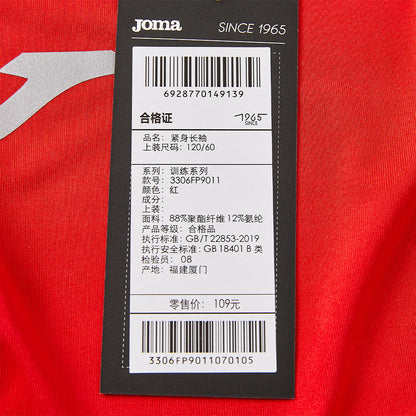 Joma SINCE 1965
6928770149139
合格证 1965
SINCE
品名: 紧身长袖
上装尺码: 120/60
系列: 训练系列
款号: 3306FP9011
颜色: 红
成分:
上装:
面料: 88%聚酯纤维 12%氨纶
产品等级: 合格品
执行标准: GB/T 22853-2019
执行安全标准: GB 18401 B 类
检验员: 08
产地: 福建厦门
零售价: 109元
3306FP9011070105